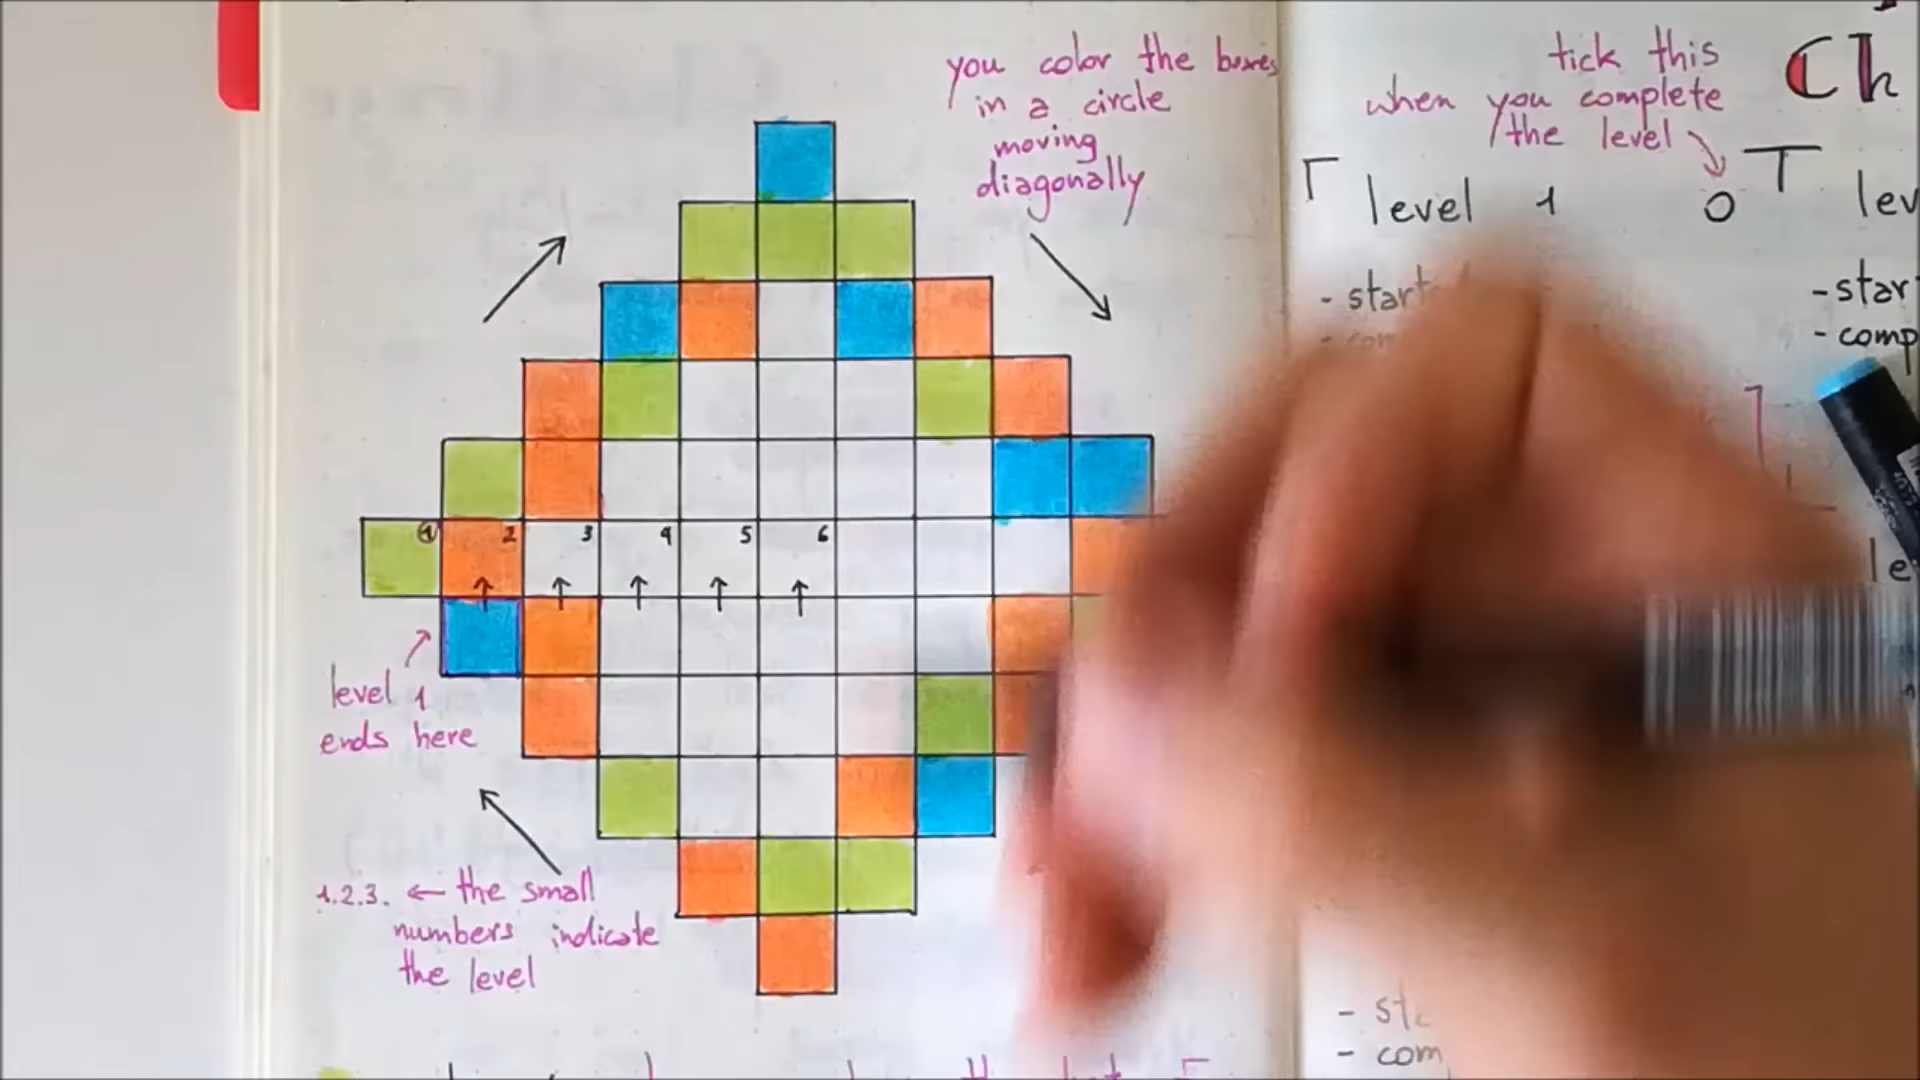 you color the boxes
in a circle
moving
diagonally
1 2 3 4 5 6
level 1
ends here
1.2.3. ← the small
numbers indicate
the level
tick this
when you complete
the level
Ch
level 1 O
lev
- start
- com
-star
- comp
le
- com